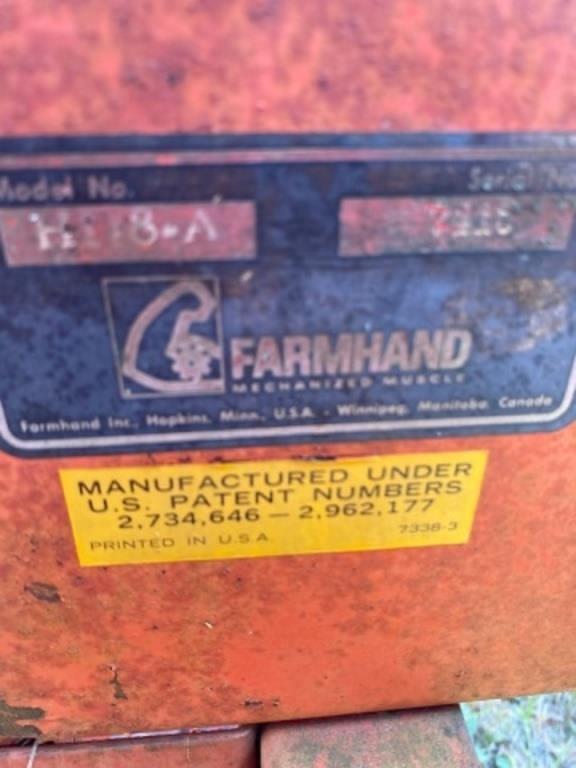 Model No. Serial No.
FARMHAND
MECHANIZED MUSCLE
Farmhand Inc., Hopkins, Minn., U.S.A. - Winnipeg, Manitoba, Canada
MANUFACTURED UNDER
U.S. PATENT NUMBERS
2,734,646 — 2,962,177
7338-3
PRINTED IN U.S.A.